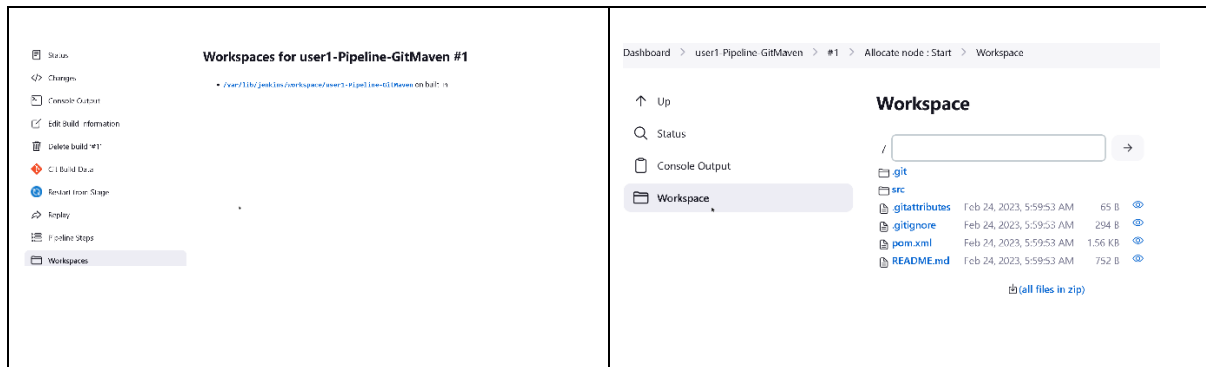 Status
Changes
Console Output
Edit Build Information
Delete build '#1'
Git Build Data
Restart from Stage
Replay
Pipeline Steps
Workspaces
Workspaces for user1-Pipeline-GitMaven #1
/var/lib/jenkins/workspace/user1-Pipeline-GitMaven on built-in
Dashboard > user1-Pipeline-GitMaven > #1 > Allocate node : Start > Workspace
Up
Status
Console Output
Workspace
Workspace
/
.git
src
.gitattributes Feb 24, 2023, 5:59:53 AM 65 B
.gitignore Feb 24, 2023, 5:59:53 AM 294 B
pom.xml Feb 24, 2023, 5:59:53 AM 1.56 KB
README.md Feb 24, 2023, 5:59:53 AM 752 B
(all files in zip)